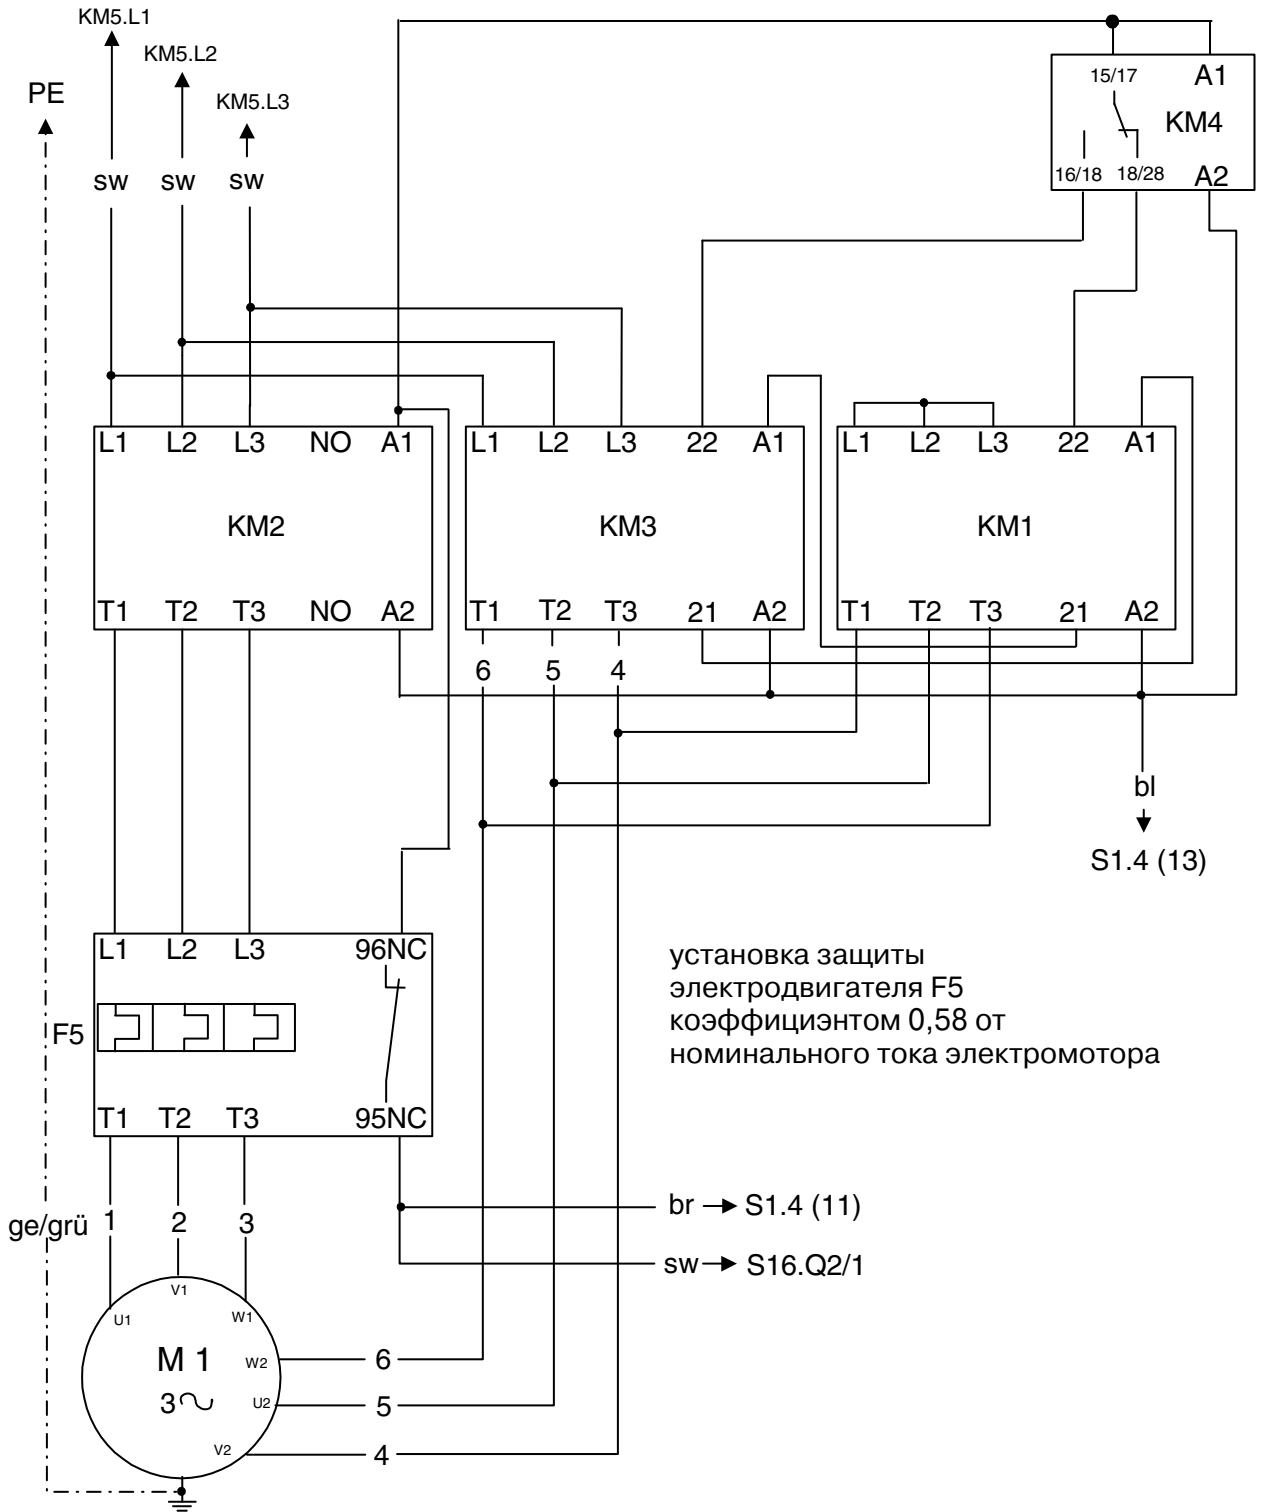 KM5.L1
KM5.L2
KM5.L3
PE
sw sw sw
15/17 A1
KM4
16/18 18/28 A2
L1 L2 L3 NO A1
KM2
T1 T2 T3 NO A2
L1 L2 L3 22 A1
KM3
T1 T2 T3 21 A2
L1 L2 L3 22 A1
KM1
T1 T2 T3 21 A2
6 5 4
bl
S1.4 (13)
L1 L2 L3 96NC
F5
T1 T2 T3 95NC
установка защиты
электродвигателя F5
коэффициэнтом 0,58 от
номинального тока электромотора
br S1.4 (11)
sw S16.Q2/1
ge/grü 1 2 3
U1 V1 W1
M 1
3
W2 6
U2 5
V2 4